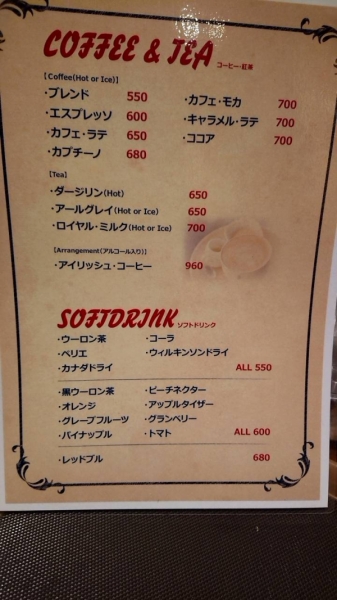 COFFEE & TEA コーヒー・紅茶
【Coffee(Hot or Ice)】
・ブレンド 550
・エスプレッソ 600
・カフェ・ラテ 650
・カプチーノ 680
・カフェ・モカ 700
・キャラメル・ラテ 700
・ココア 700
【Tea】
・ダージリン(Hot) 650
・アールグレイ(Hot or Ice) 650
・ロイヤル・ミルク(Hot or Ice) 700
【Arrangement(アルコール入り)】
・アイリッシュ・コーヒー 960
SOFTDRINK ソフトドリンク
・ウーロン茶 ・コーラ
・ペリエ ・ウィルキンソンドライ
・カナダドライ ALL 550
・黒ウーロン茶 ・ピーチネクター
・オレンジ ・アップルタイザー
・グレープフルーツ ・グランベリー
・パイナップル ・トマト ALL 600
・レッドブル 680